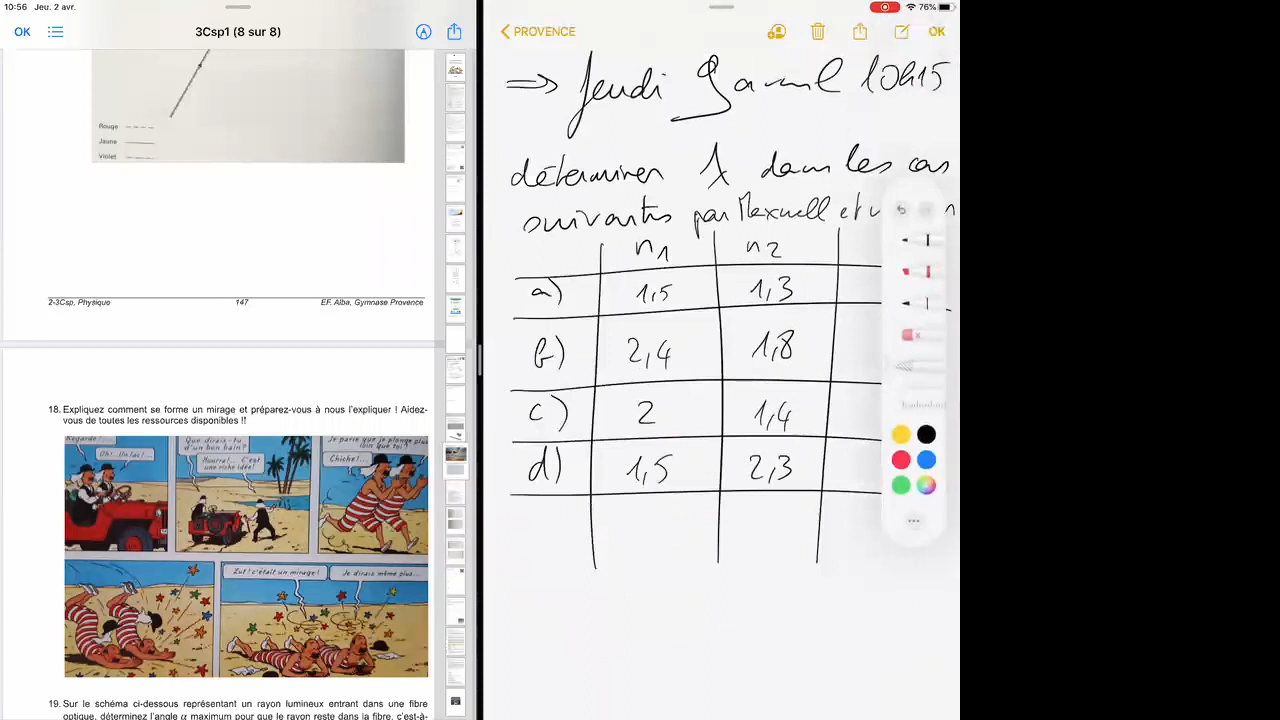 10:56 Jeu. 2 avr.
76%
OK
3Csp1 (8 sur 8)
PROVENCE
OK
Rouge
Jaune
Violet
2-3Csp, Physique 147 EF, Alba, Gymnase Provence
18. Expliquez comment se forme un mirage et préparez-vous à nous l'expliquer ! Aidez-
vous de toutes les ressources disponibles !!
Regarde!
Oh!..Un lac!...
Que dirais-tu
d'un bon bain?
Hourra!... C'est
une riche idée!
Je parie que je plonge plus
loin que toi?
Chiche!...
Zut! c'était un mirage!
Je dirais même plus...
19. Sur le schéma ci-dessous représentant un rayon lumineux entrant dans une fibre
optique, déterminez l'angle α maximum pour que le rayon reste dans la fibre, c'est-à-
⇒ Jeudi 9 avril 10h15
déterminer λ dans les cas
suivants par et
n1 n2
a) 1,5 1,3
b) 2,4 1,8
c) 2 1,4
d) 1,5 2,3